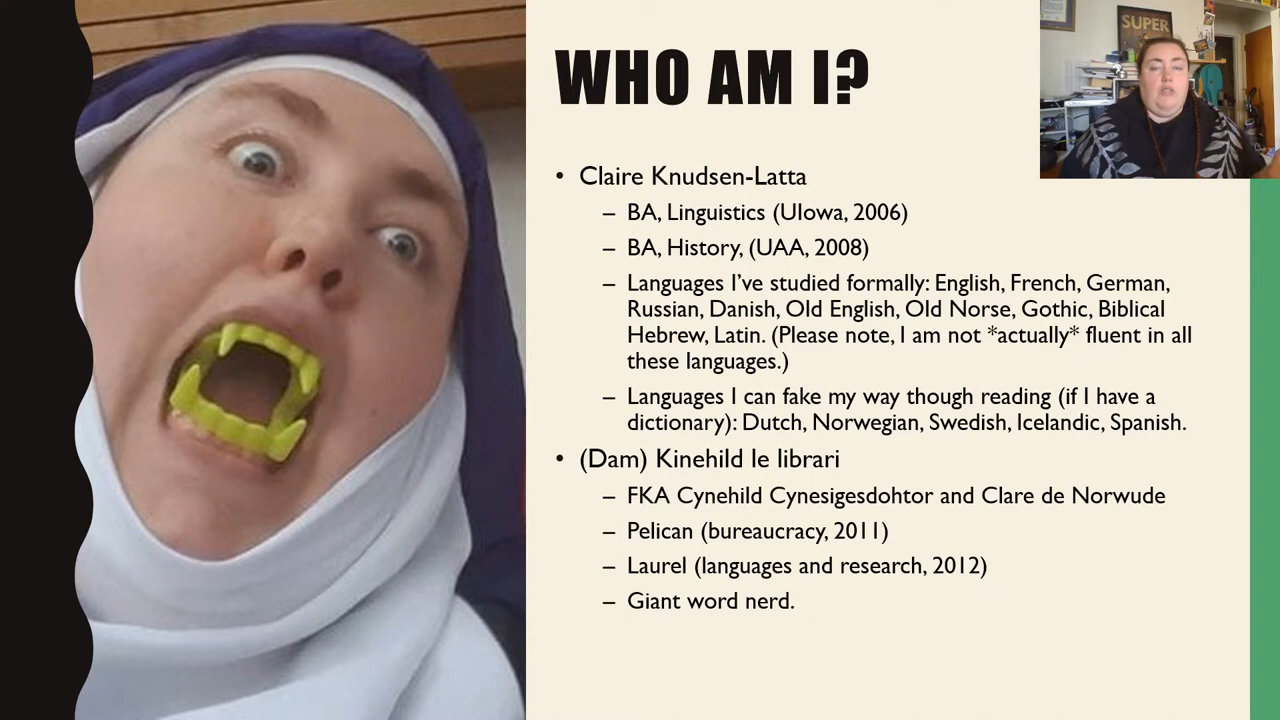 WHO AM I?
SUPER
• Claire Knudsen-Latta
– BA, Linguistics (UIowa, 2006)
– BA, History, (UAA, 2008)
– Languages I've studied formally: English, French, German,
Russian, Danish, Old English, Old Norse, Gothic, Biblical
Hebrew, Latin. (Please note, I am not *actually* fluent in all
these languages.)
– Languages I can fake my way though reading (if I have a
dictionary): Dutch, Norwegian, Swedish, Icelandic, Spanish.
• (Dam) Kinehild le librari
– FKA Cynehild Cynesigesdohtor and Clare de Norwude
– Pelican (bureaucracy, 2011)
– Laurel (languages and research, 2012)
– Giant word nerd.